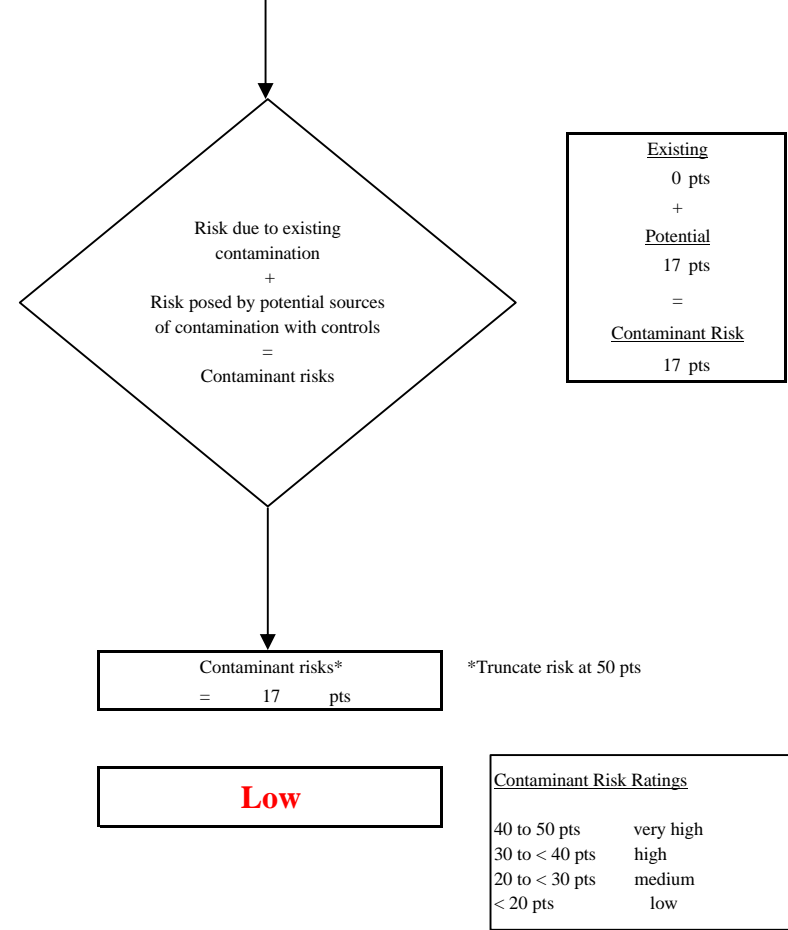 Risk due to existing
contamination
+
Risk posed by potential sources
of contamination with controls
=
Contaminant risks
Existing
0 pts
+
Potential
17 pts
=
Contaminant Risk
17 pts
Contaminant risks*
= 17 pts
*Truncate risk at 50 pts
Low
Contaminant Risk Ratings
40 to 50 pts very high
30 to < 40 pts high
20 to < 30 pts medium
< 20 pts low